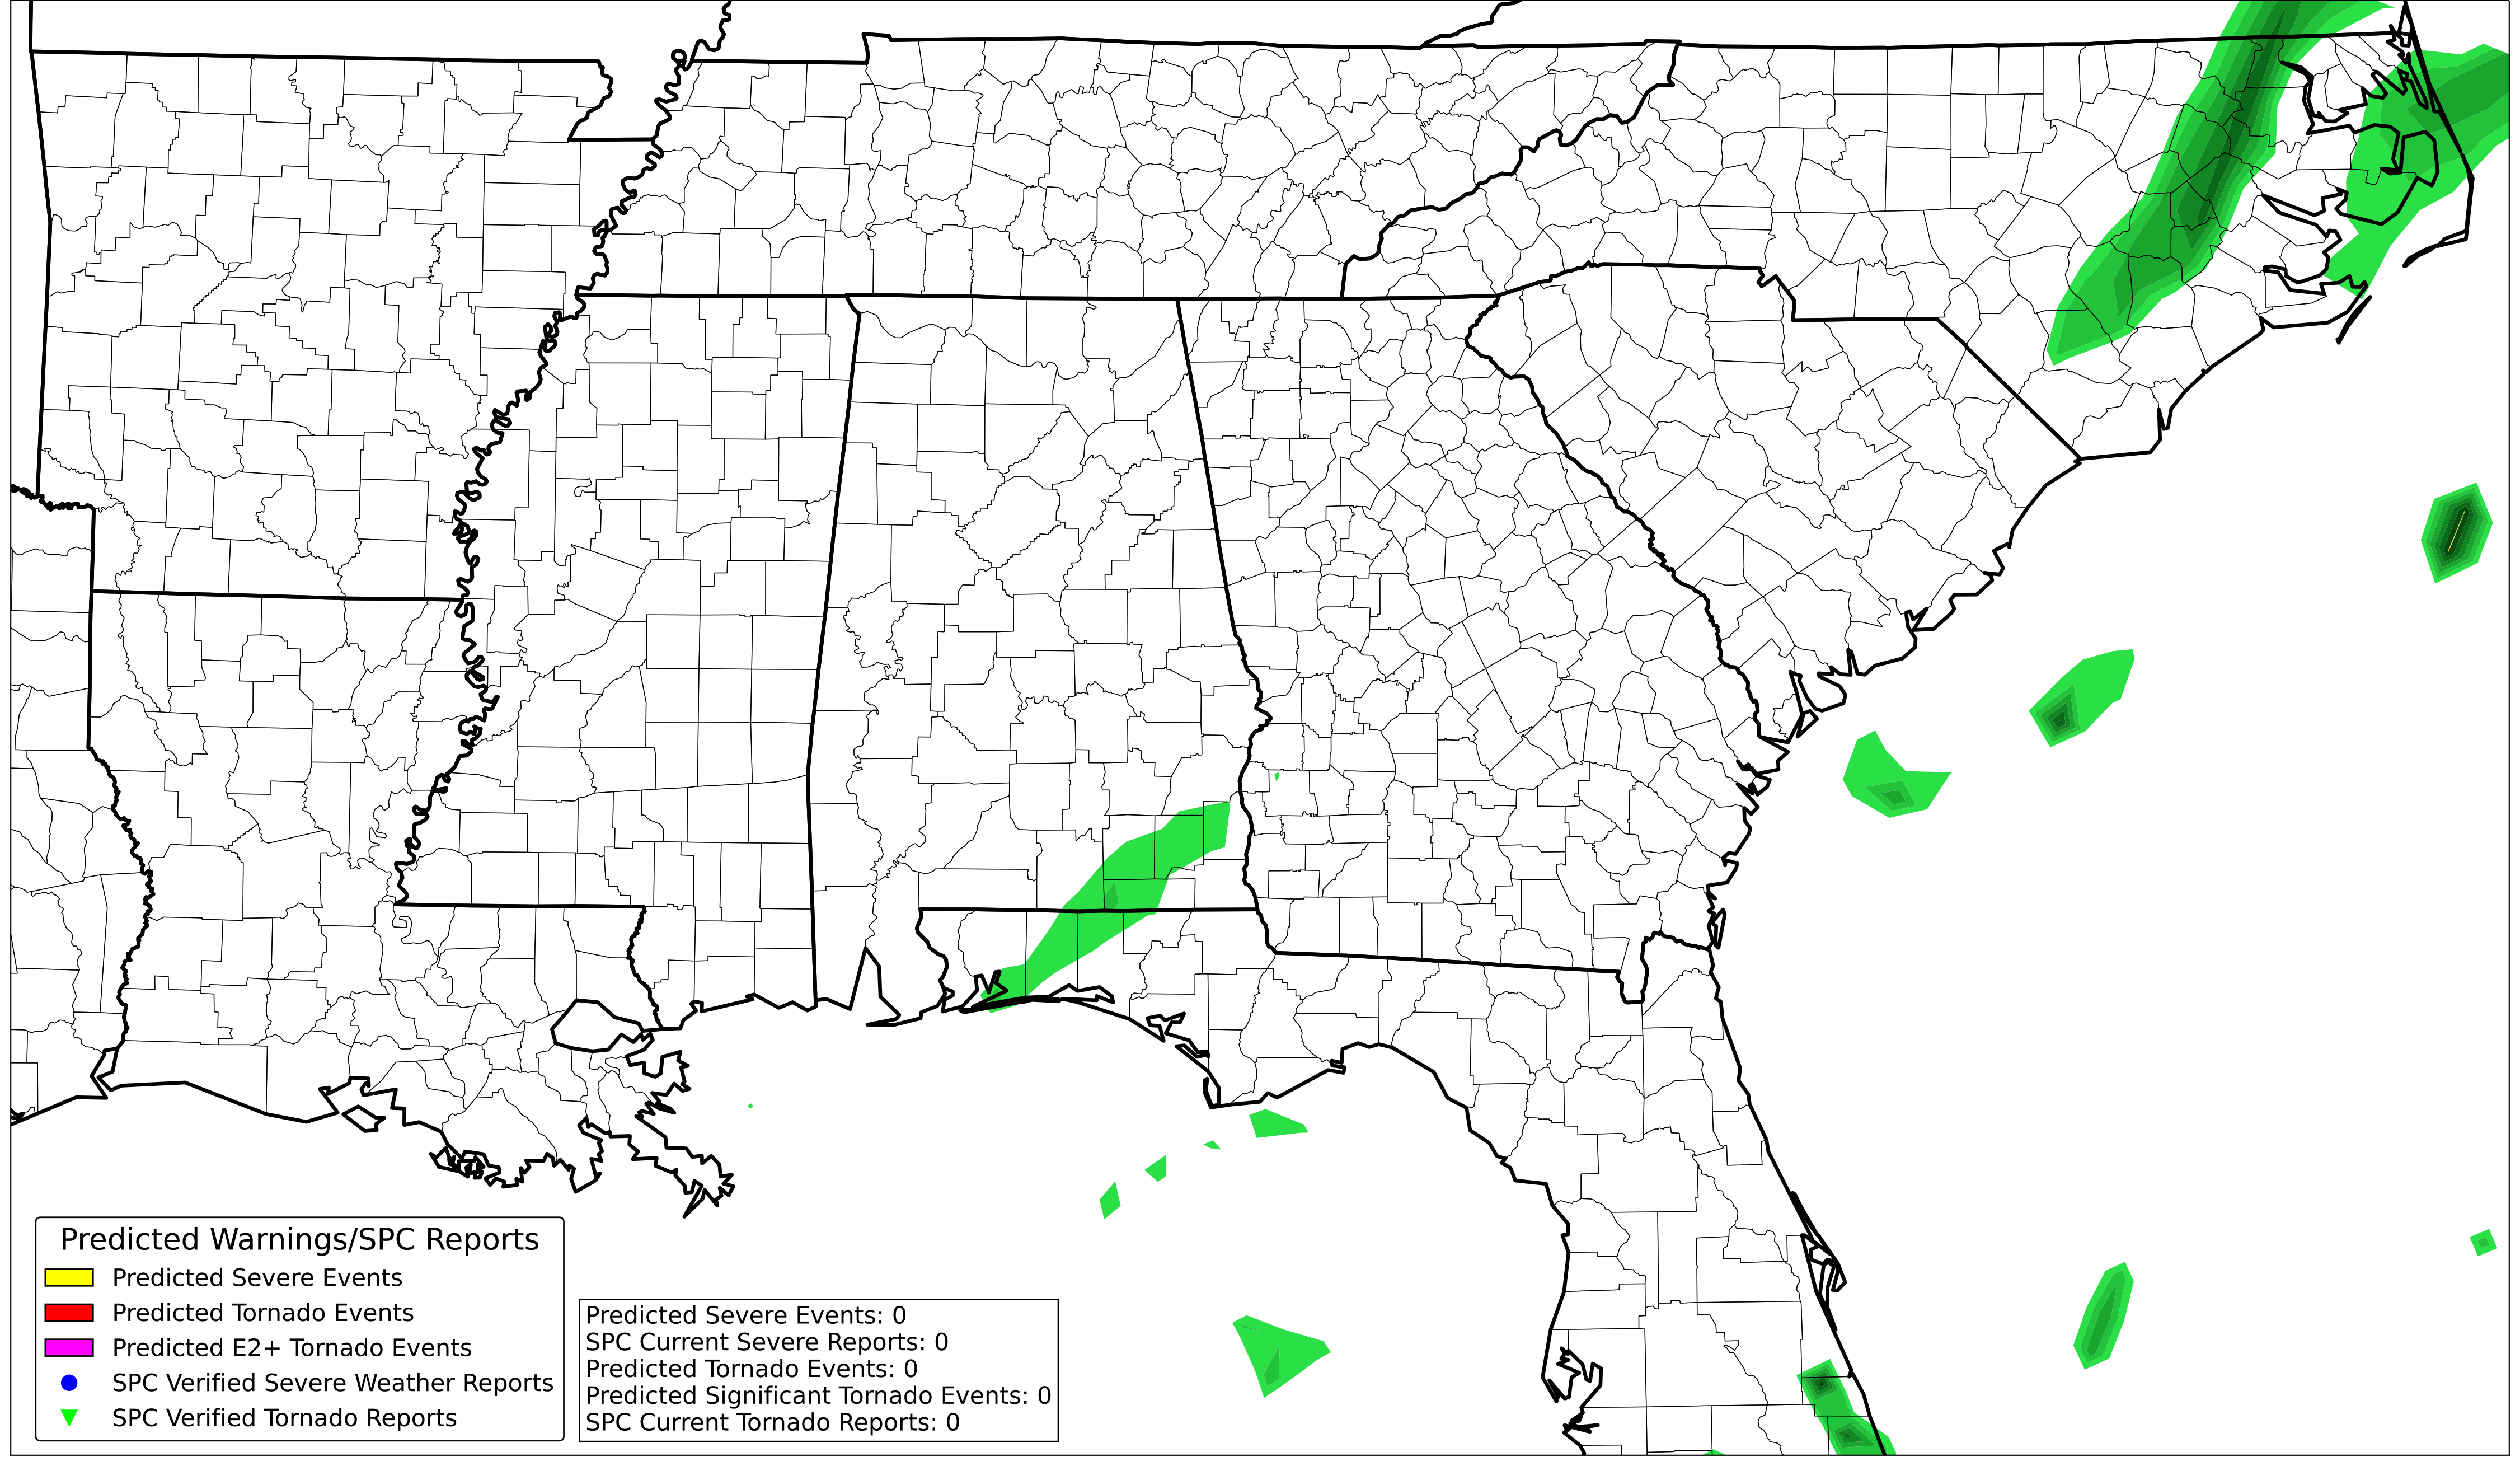 Predicted Warnings/SPC Reports
Predicted Severe Events
Predicted Tornado Events
Predicted E2+ Tornado Events
SPC Verified Severe Weather Reports
SPC Verified Tornado Reports
Predicted Severe Events: 0
SPC Current Severe Reports: 0
Predicted Tornado Events: 0
Predicted Significant Tornado Events: 0
SPC Current Tornado Reports: 0